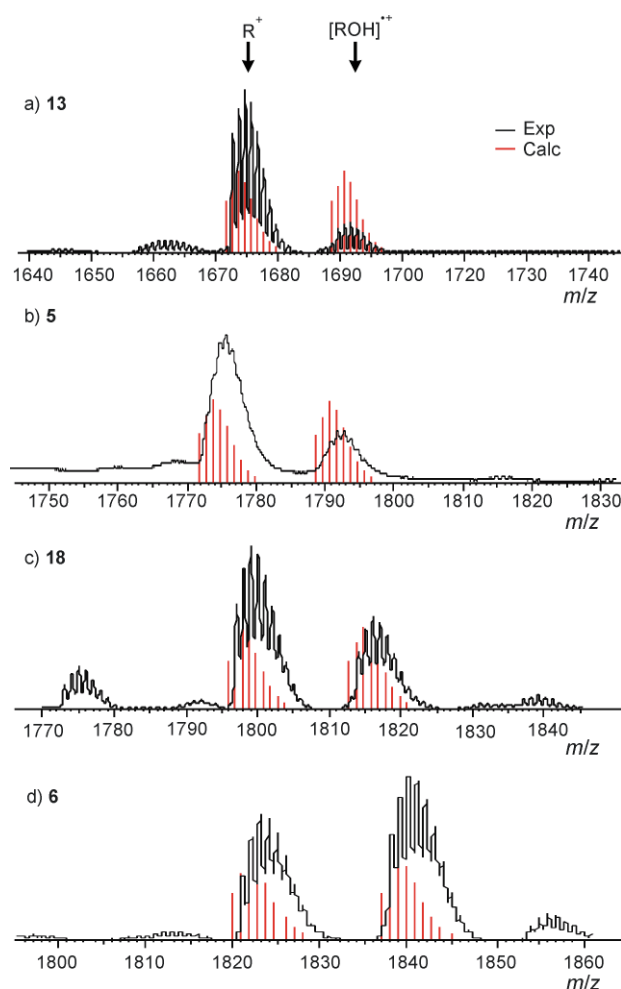 R+ [ROH]•+
a) 13
Exp
Calc
1640 1650 1660 1670 1680 1690 1700 1710 1720 1730 1740
m/z
b) 5
1750 1760 1770 1780 1790 1800 1810 1820 1830
m/z
c) 18
1770 1780 1790 1800 1810 1820 1830 1840
m/z
d) 6
1800 1810 1820 1830 1840 1850 1860
m/z